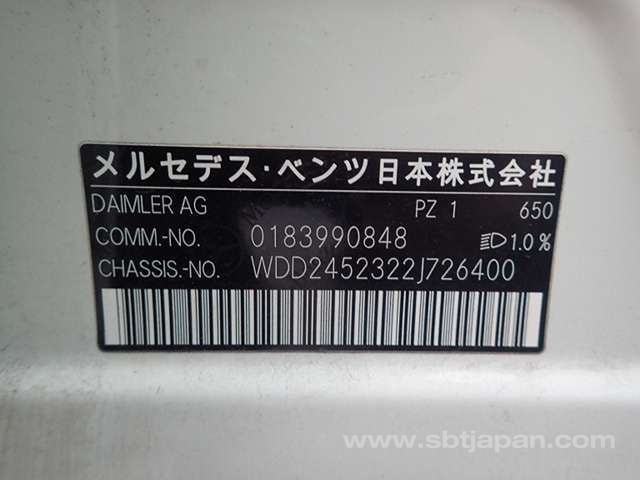 メルセデス・ベンツ日本株式会社
DAIMLER AG PZ 1 650
COMM.-NO. 0183990848 1.0%
CHASSIS.-NO. WDD2452322J726400
www.sbtjapan.com